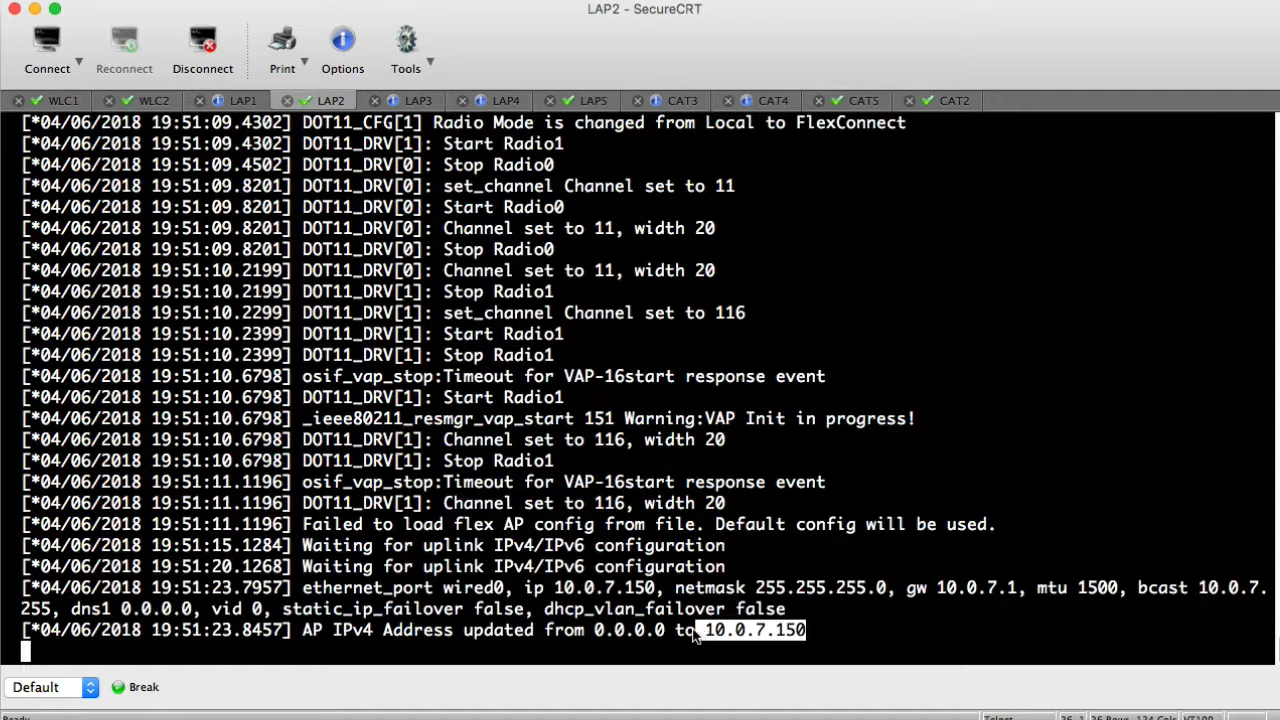 LAP2 - SecureCRT
Connect Reconnect Disconnect Print Options Tools
WLC1 WLC2 LAP1 LAP2 LAP3 LAP4 LAP5 CAT3 CAT4 CAT5 CAT2
[*04/06/2018 19:51:09.4302] DOT11_CFG[1] Radio Mode is changed from Local to FlexConnect
[*04/06/2018 19:51:09.4302] DOT11_DRV[1]: Start Radio1
[*04/06/2018 19:51:09.4502] DOT11_DRV[0]: Stop Radio0
[*04/06/2018 19:51:09.8201] DOT11_DRV[0]: set_channel Channel set to 11
[*04/06/2018 19:51:09.8201] DOT11_DRV[0]: Start Radio0
[*04/06/2018 19:51:09.8201] DOT11_DRV[0]: Channel set to 11, width 20
[*04/06/2018 19:51:09.8201] DOT11_DRV[0]: Stop Radio0
[*04/06/2018 19:51:10.2199] DOT11_DRV[0]: Channel set to 11, width 20
[*04/06/2018 19:51:10.2199] DOT11_DRV[1]: Stop Radio1
[*04/06/2018 19:51:10.2299] DOT11_DRV[1]: set_channel Channel set to 116
[*04/06/2018 19:51:10.2399] DOT11_DRV[1]: Start Radio1
[*04/06/2018 19:51:10.2399] DOT11_DRV[1]: Stop Radio1
[*04/06/2018 19:51:10.6798] osif_vap_stop:Timeout for VAP-16start response event
[*04/06/2018 19:51:10.6798] DOT11_DRV[1]: Start Radio1
[*04/06/2018 19:51:10.6798] _ieee80211_resmgr_vap_start 151 Warning:VAP Init in progress!
[*04/06/2018 19:51:10.6798] DOT11_DRV[1]: Channel set to 116, width 20
[*04/06/2018 19:51:10.6798] DOT11_DRV[1]: Stop Radio1
[*04/06/2018 19:51:11.1196] osif_vap_stop:Timeout for VAP-16start response event
[*04/06/2018 19:51:11.1196] DOT11_DRV[1]: Channel set to 116, width 20
[*04/06/2018 19:51:11.1196] Failed to load flex AP config from file. Default config will be used.
[*04/06/2018 19:51:15.1284] Waiting for uplink IPv4/IPv6 configuration
[*04/06/2018 19:51:20.1268] Waiting for uplink IPv4/IPv6 configuration
[*04/06/2018 19:51:23.7957] ethernet_port wired0, ip 10.0.7.150, netmask 255.255.255.0, gw 10.0.7.1, mtu 1500, bcast 10.0.7.
255, dns1 0.0.0.0, vid 0, static_ip_failover false, dhcp_vlan_failover false
[*04/06/2018 19:51:23.8457] AP IPv4 Address updated from 0.0.0.0 to 10.0.7.150
Default Break
Ready Telnet 26, 1 26 Rows, 124 Cols VT100